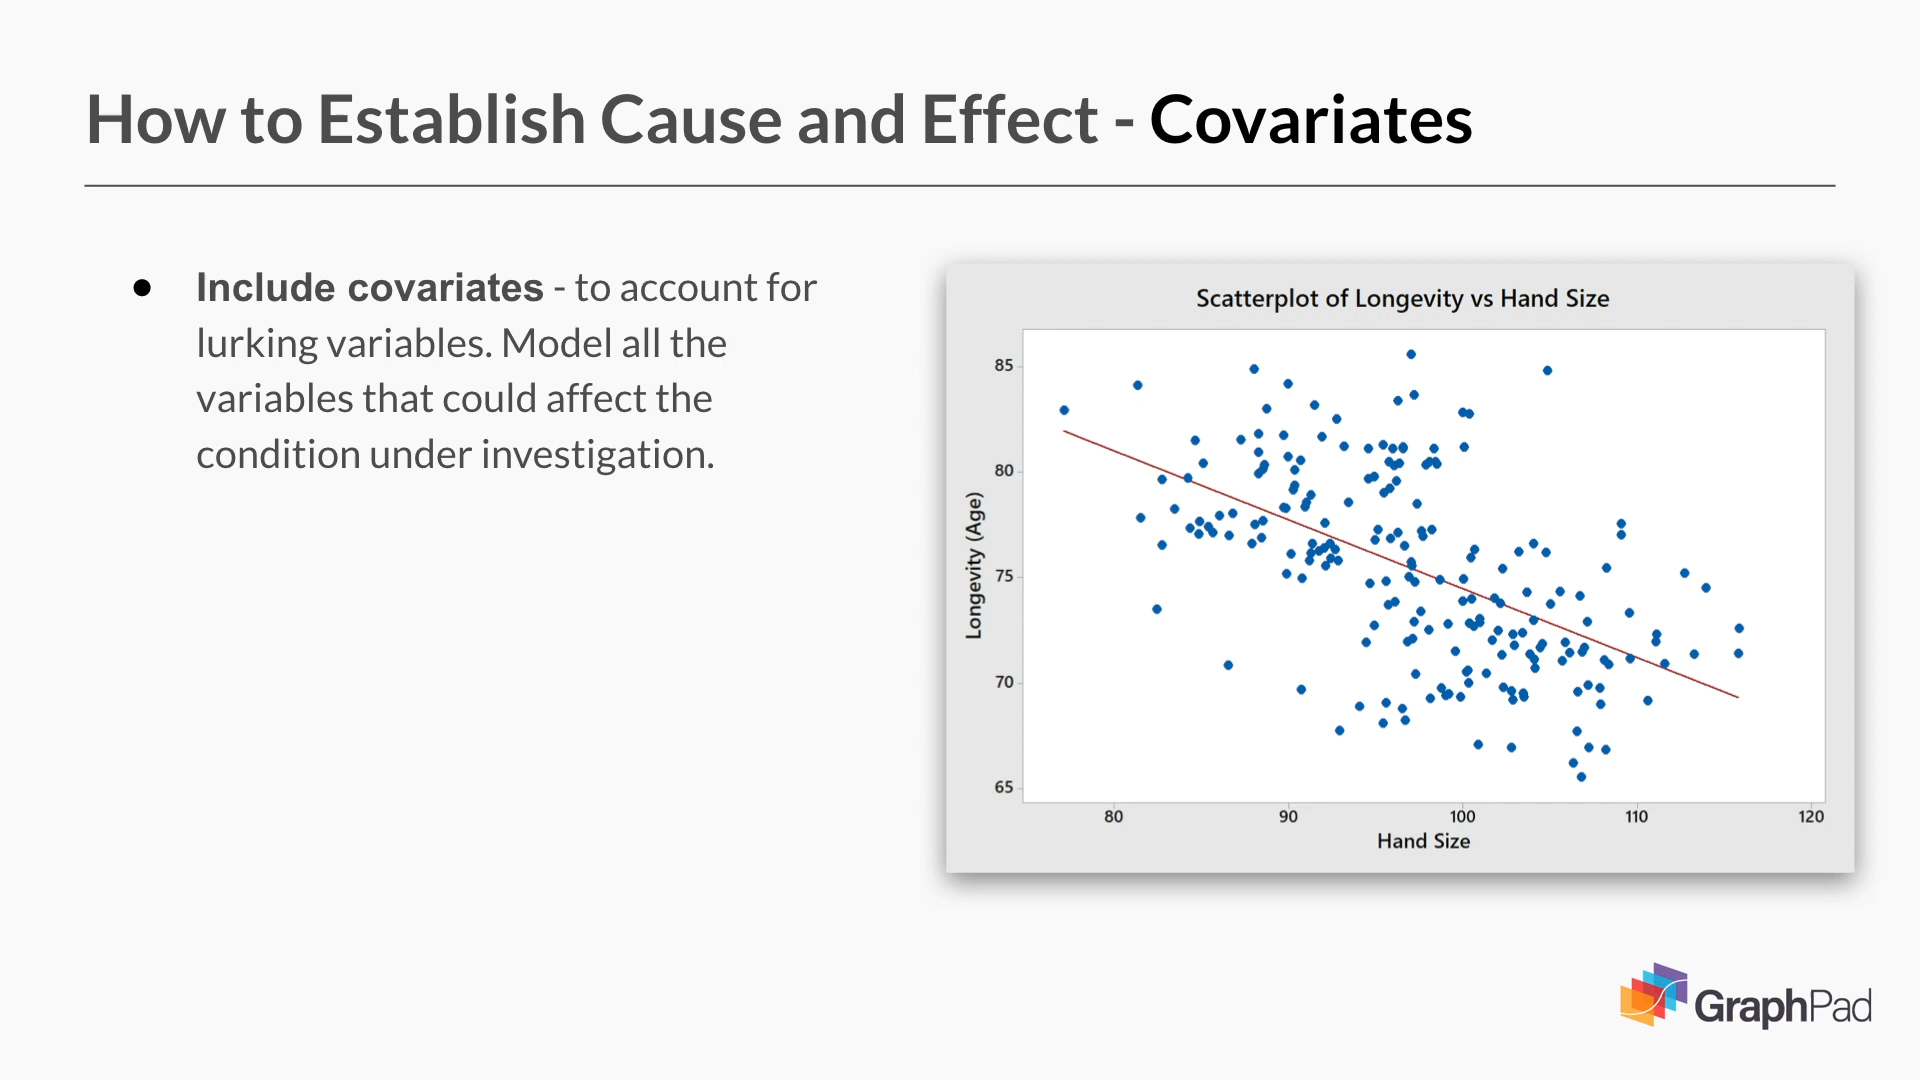 How to Establish Cause and Effect - Covariates
● Include covariates - to account for
lurking variables. Model all the
variables that could affect the
condition under investigation.
Scatterplot of Longevity vs Hand Size
Longevity (Age)
85
80
75
70
65
80 90 100 110 120
Hand Size
GraphPad